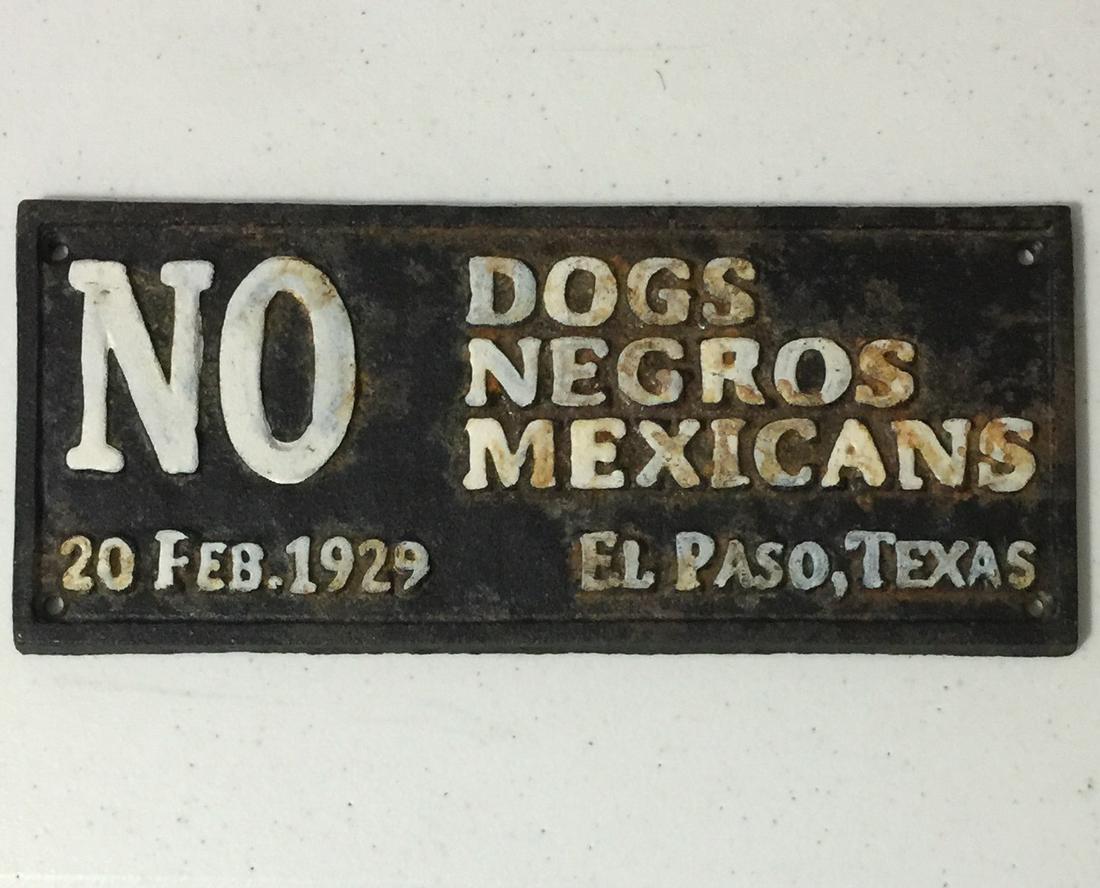 NO
DOGS
NEGROS
MEXICANS
20 FEB.1929
EL PASO, TEXAS